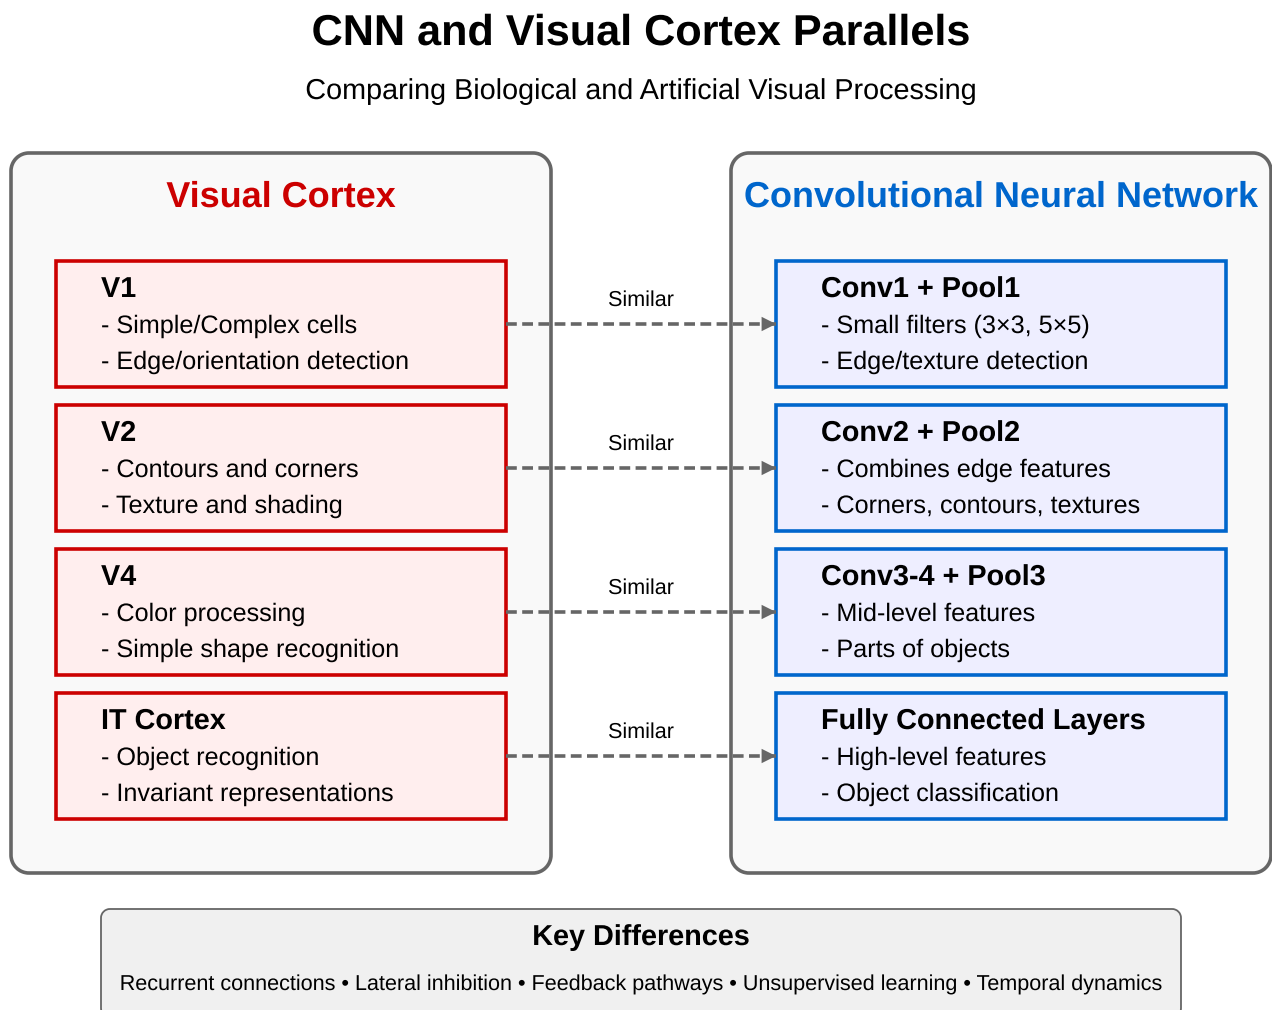 CNN and Visual Cortex Parallels
Comparing Biological and Artificial Visual Processing
Visual Cortex
V1
- Simple/Complex cells
- Edge/orientation detection
V2
- Contours and corners
- Texture and shading
V4
- Color processing
- Simple shape recognition
IT Cortex
- Object recognition
- Invariant representations
Similar
Similar
Similar
Similar
Convolutional Neural Network
Conv1 + Pool1
- Small filters (3×3, 5×5)
- Edge/texture detection
Conv2 + Pool2
- Combines edge features
- Corners, contours, textures
Conv3-4 + Pool3
- Mid-level features
- Parts of objects
Fully Connected Layers
- High-level features
- Object classification
Key Differences
Recurrent connections • Lateral inhibition • Feedback pathways • Unsupervised learning • Temporal dynamics